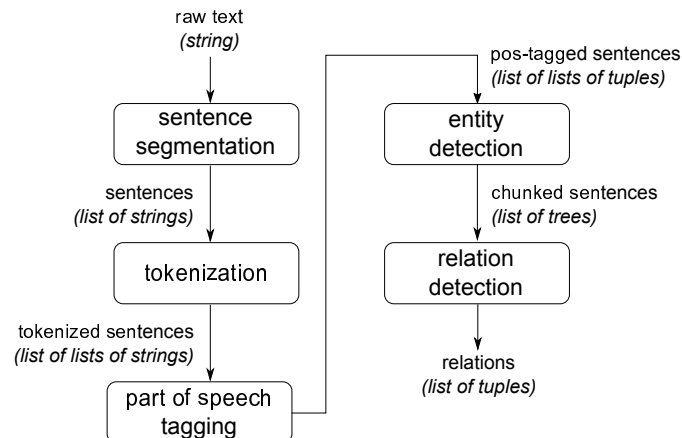 raw text
(string)
sentence
segmentation
sentences
(list of strings)
tokenization
tokenized sentences
(list of lists of strings)
part of speech
tagging
pos-tagged sentences
(list of lists of tuples)
entity
detection
chunked sentences
(list of trees)
relation
detection
relations
(list of tuples)